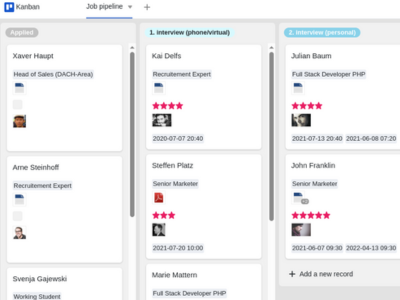 Kanban
Job pipeline
Applied
Xaver Haupt
Head of Sales (DACH-Area)
Arne Steinhoff
Recruitement Expert
Svenja Gajewski
Working Student
1. interview (phone/virtual)
Kai Delfs
Recruitement Expert
2020-07-07 20:40
Steffen Platz
Senior Marketer
2021-07-20 10:00
Marie Mattern
Full Stack Developer PHP
2. interview (personal)
Julian Baum
Full Stack Developer PHP
2021-07-13 20:40 2021-06-08 07:20
John Franklin
Senior Marketer
2021-06-07 09:30 2022-04-13 09:30
Add a new record